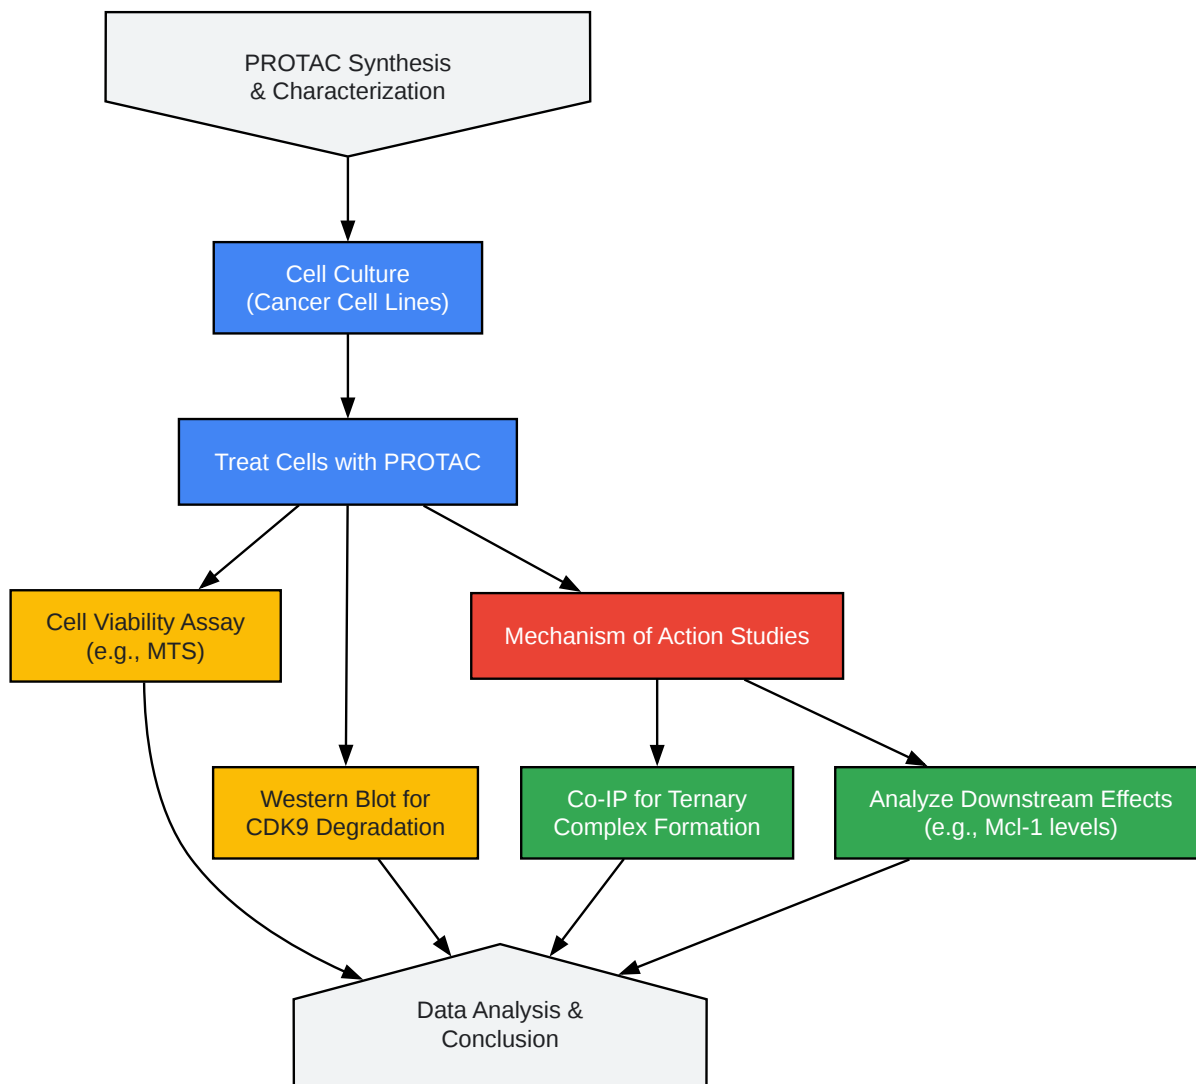 PROTAC Synthesis
& Characterization
Cell Culture
(Cancer Cell Lines)
Treat Cells with PROTAC
Cell Viability Assay
(e.g., MTS)
Mechanism of Action Studies
Western Blot for
CDK9 Degradation
Co-IP for Ternary
Complex Formation
Analyze Downstream Effects
(e.g., Mcl-1 levels)
Data Analysis &
Conclusion